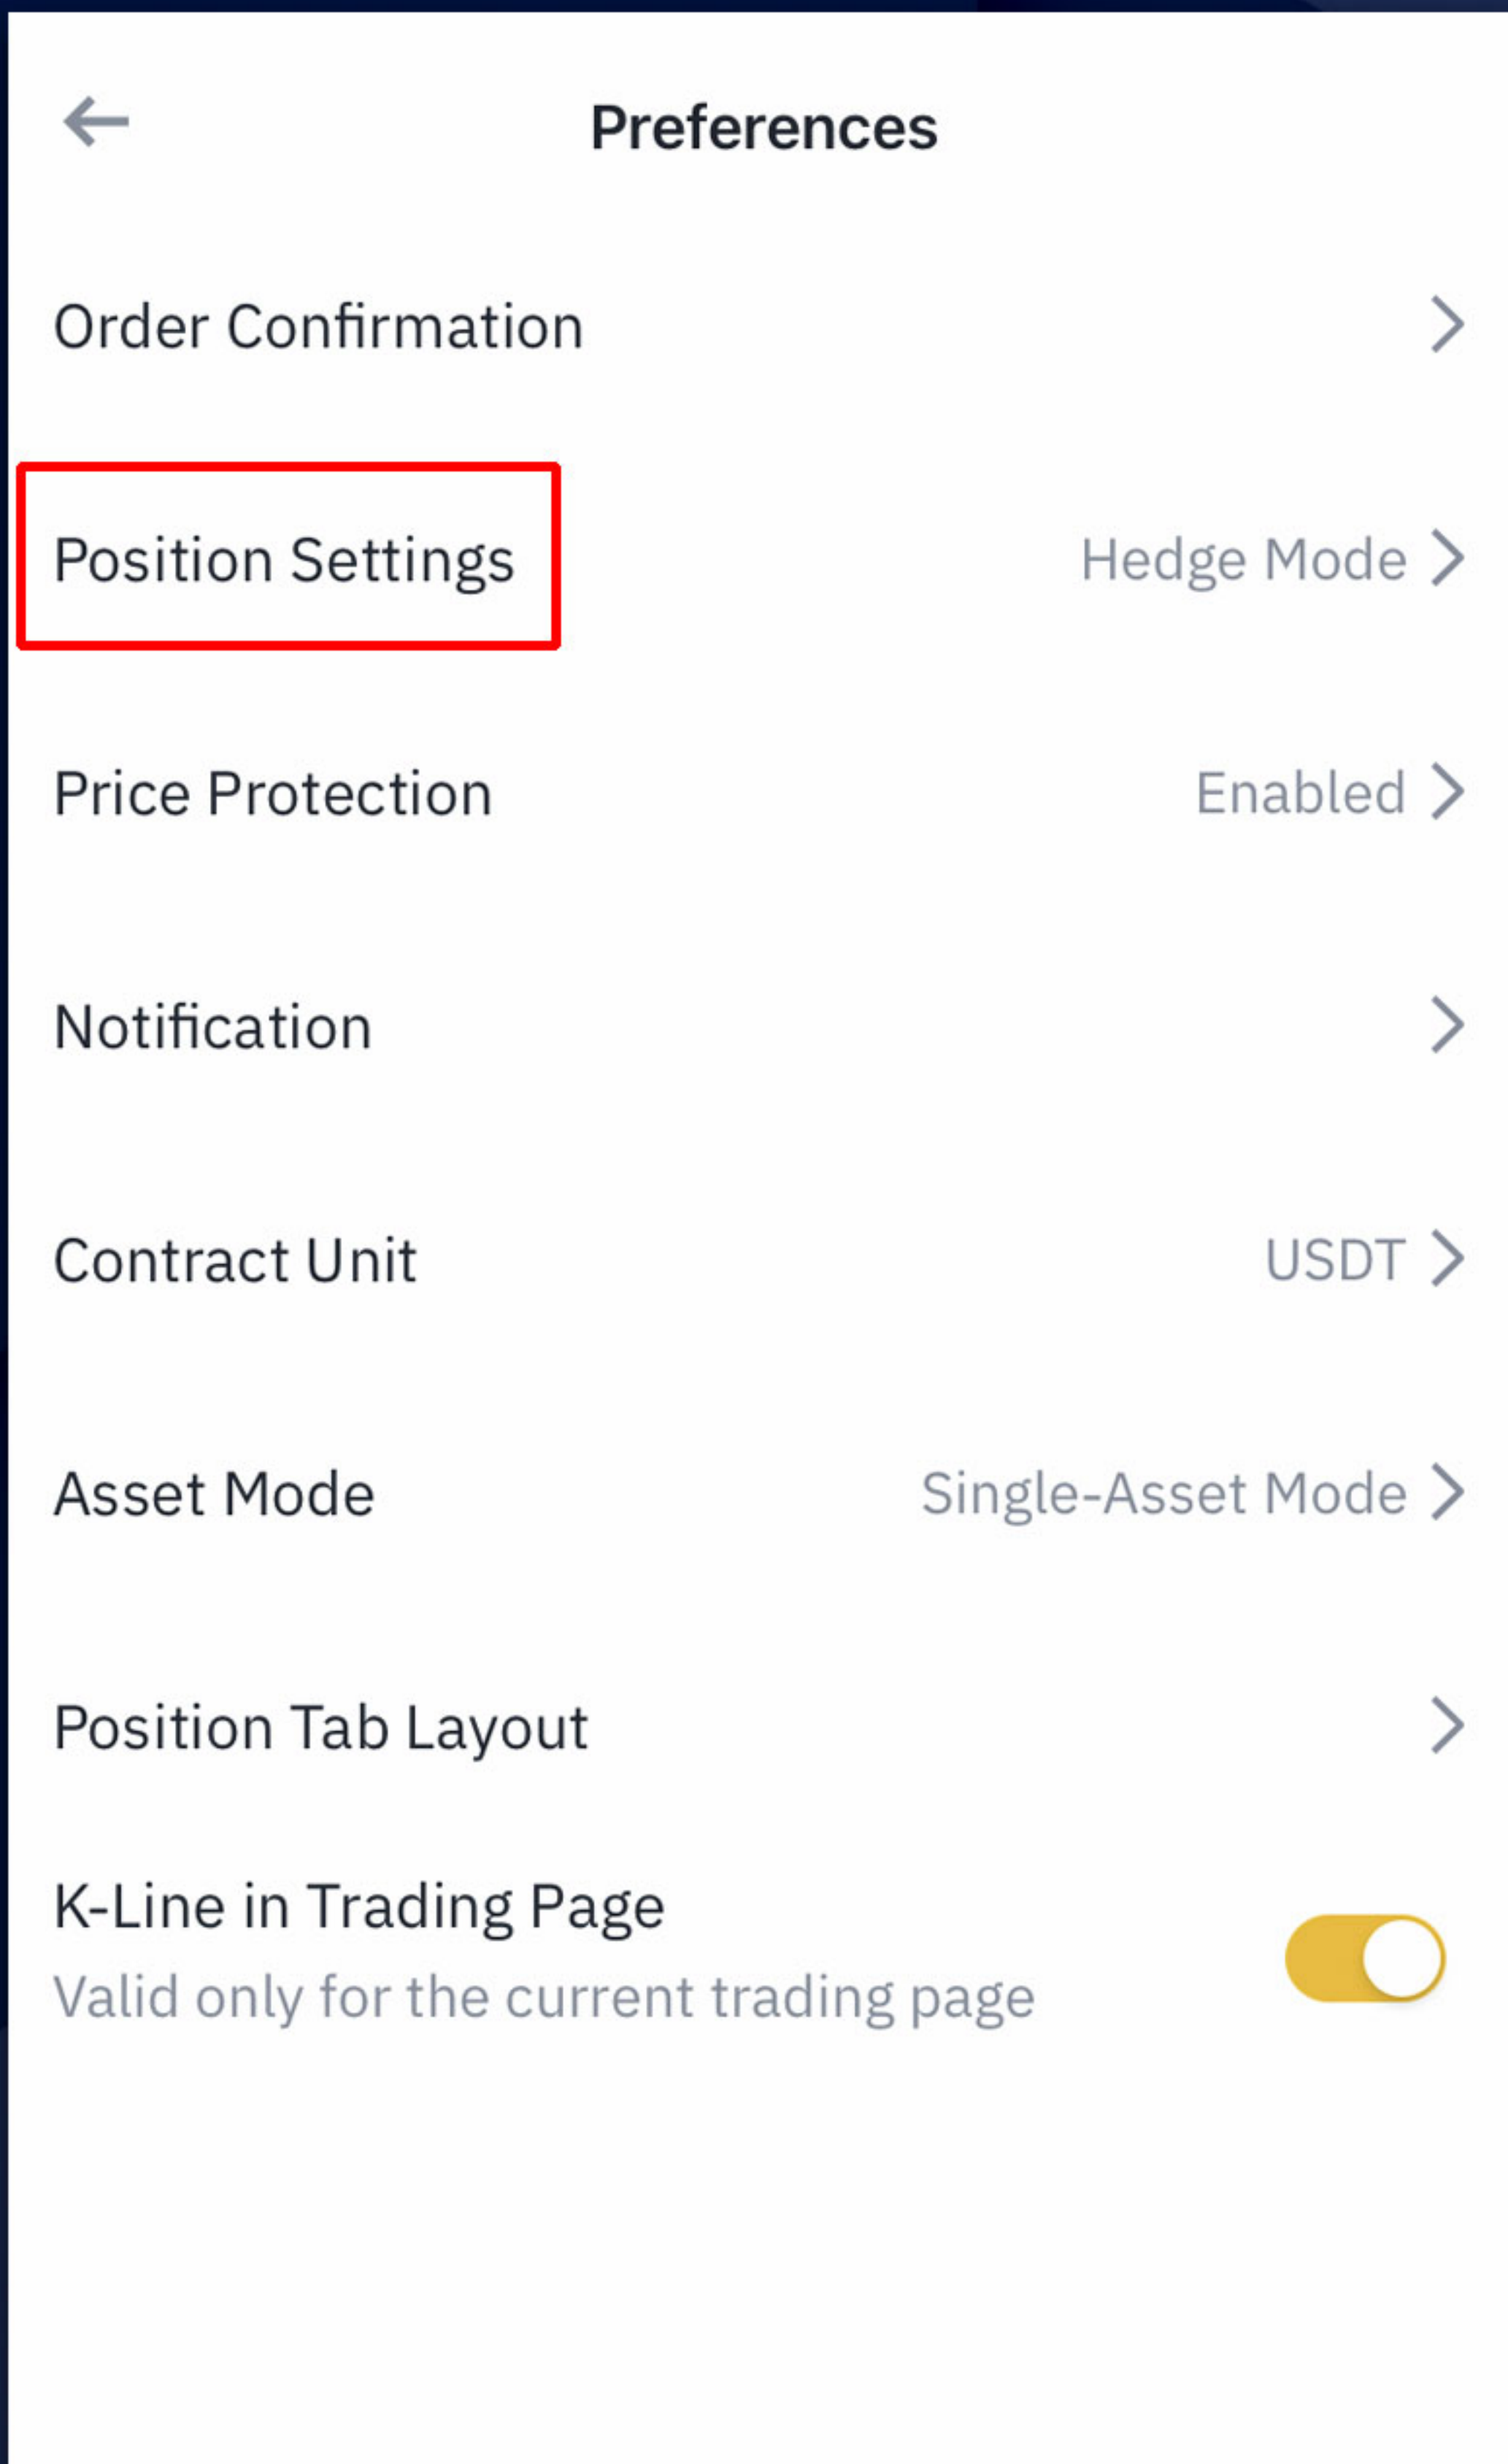 Preferences
Order Confirmation
Position Settings Hedge Mode
Price Protection Enabled
Notification
Contract Unit USDT
Asset Mode Single-Asset Mode
Position Tab Layout
K-Line in Trading Page
Valid only for the current trading page